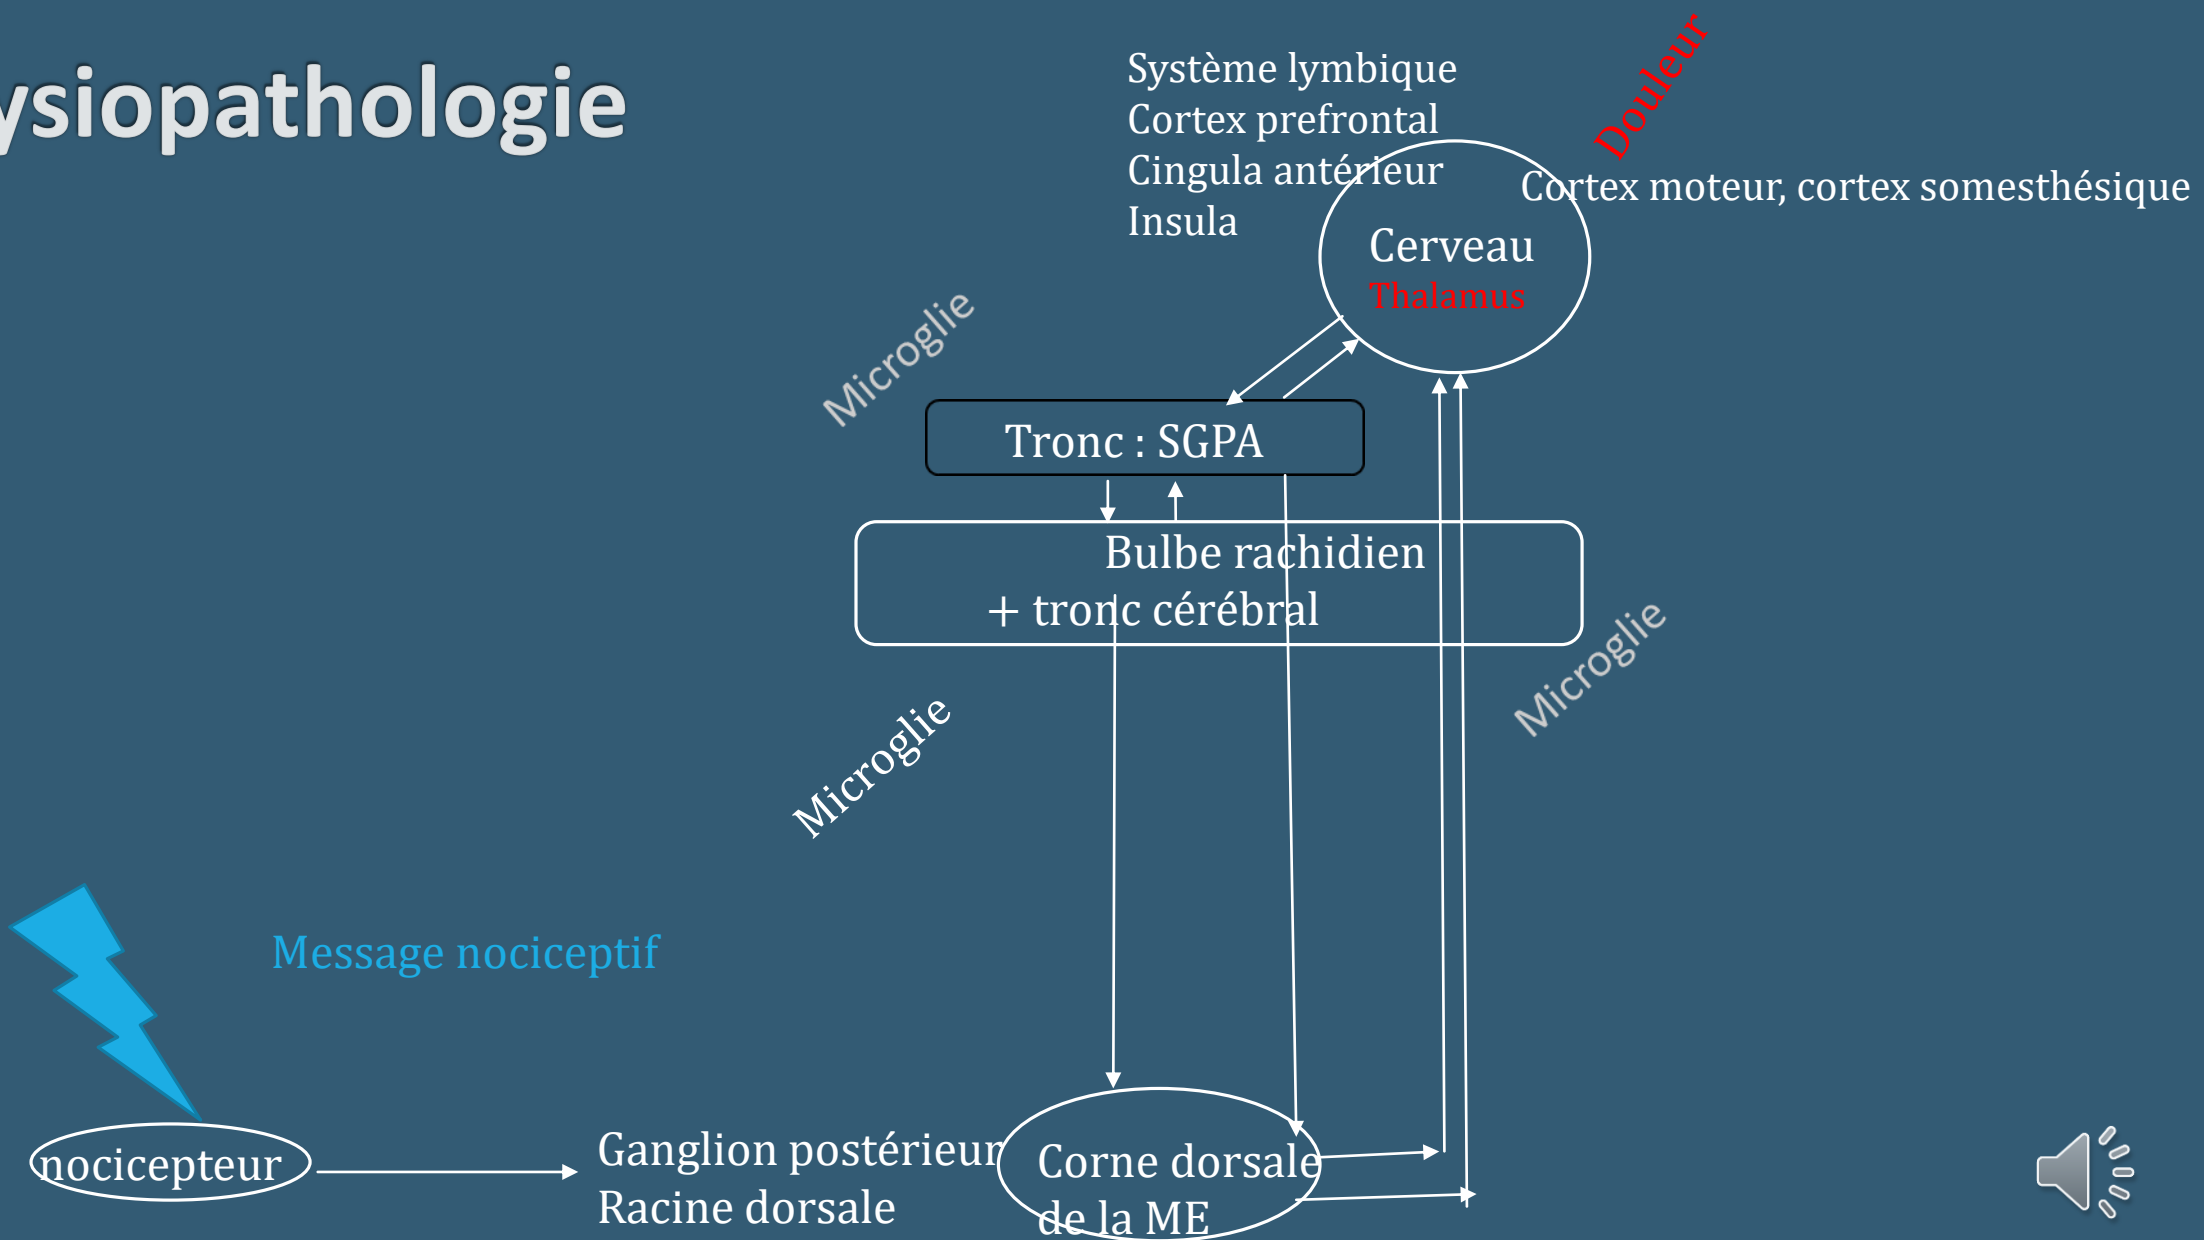 ysiopathologie
Système lymbique
Cortex prefrontal
Cingula antérieur
Insula
Douleur
Cortex moteur, cortex somesthésique
Cerveau
Thalamus
Microglie
Tronc : SGPA
Bulbe rachidien
+ tronc cérébral
Microglie
Microglie
Message nociceptif
nocicepteur
Ganglion postérieur
Racine dorsale
Corne dorsale
de la ME